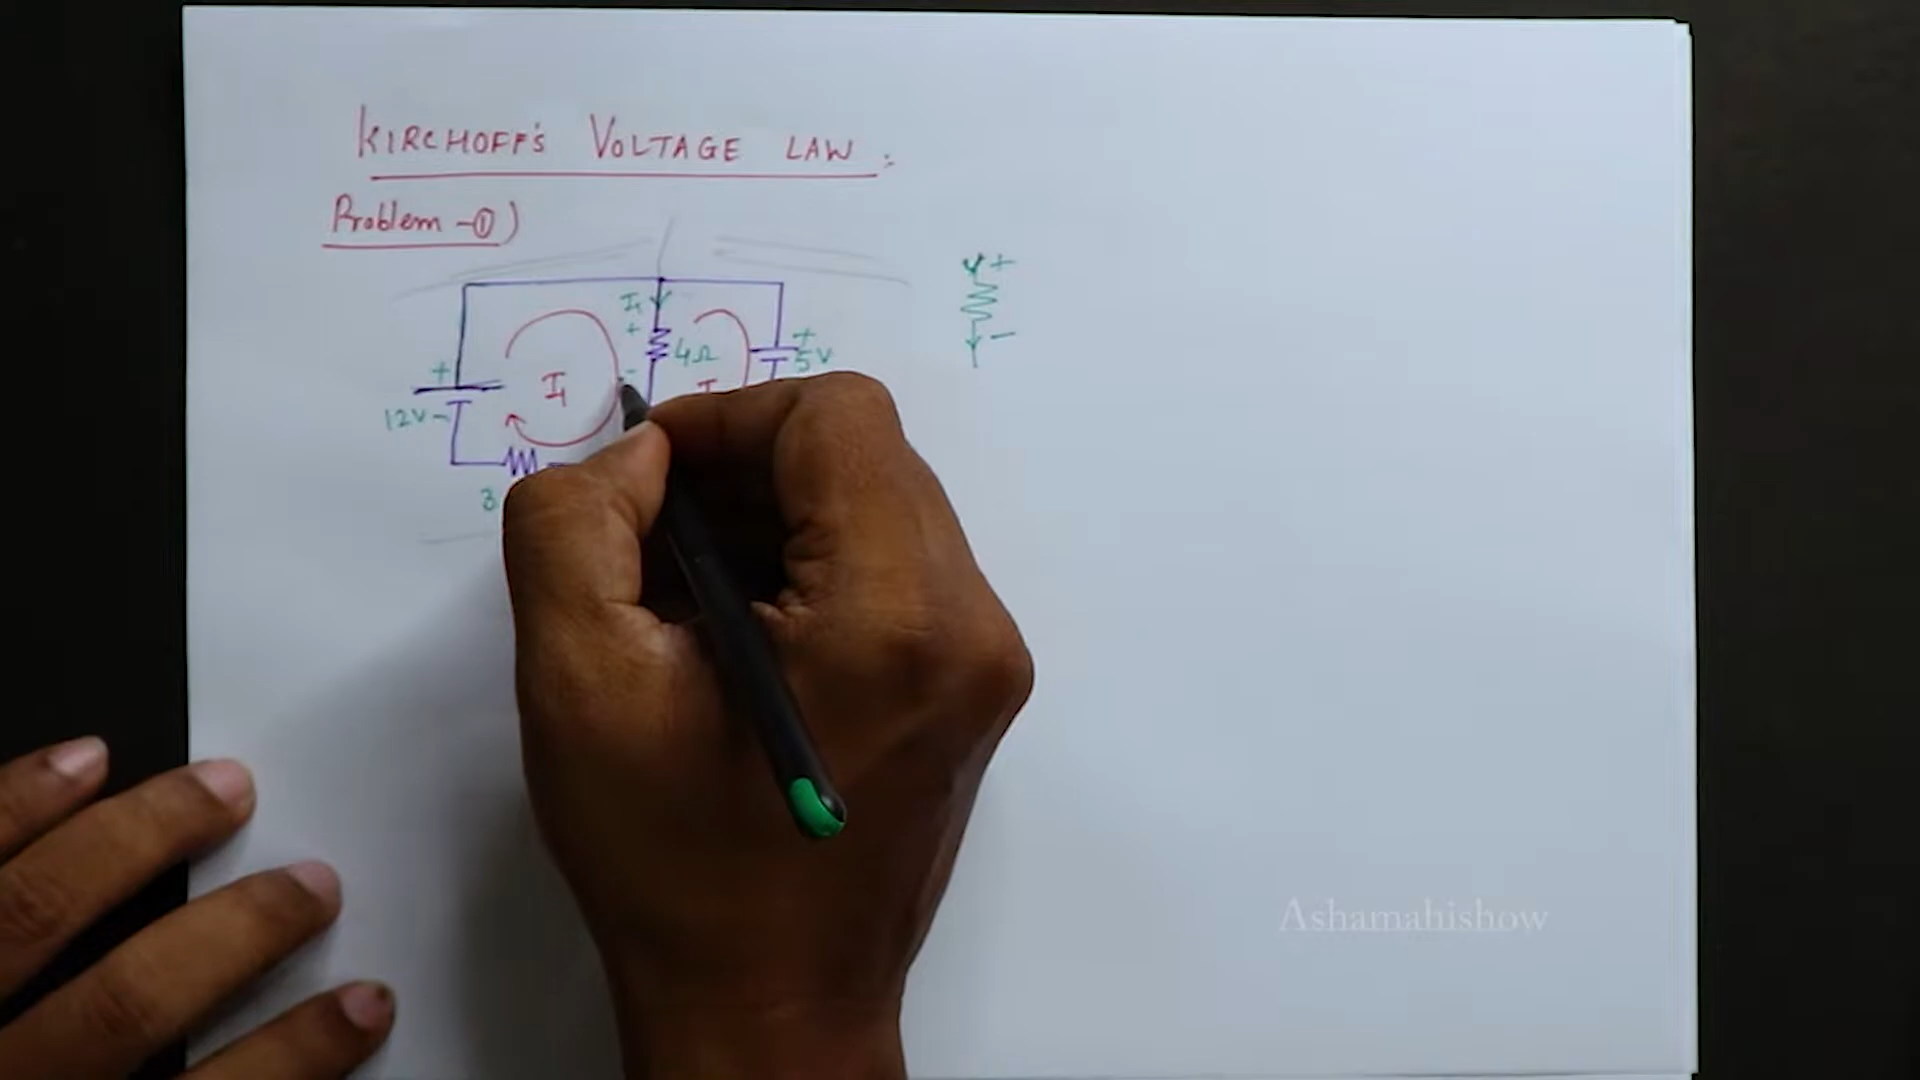 KIRCHOFF'S VOLTAGE LAW :
Problem -①)
I1
+
+
4Ω
5V
-
+
I1
12V -
3
+
-
Ashamahishow